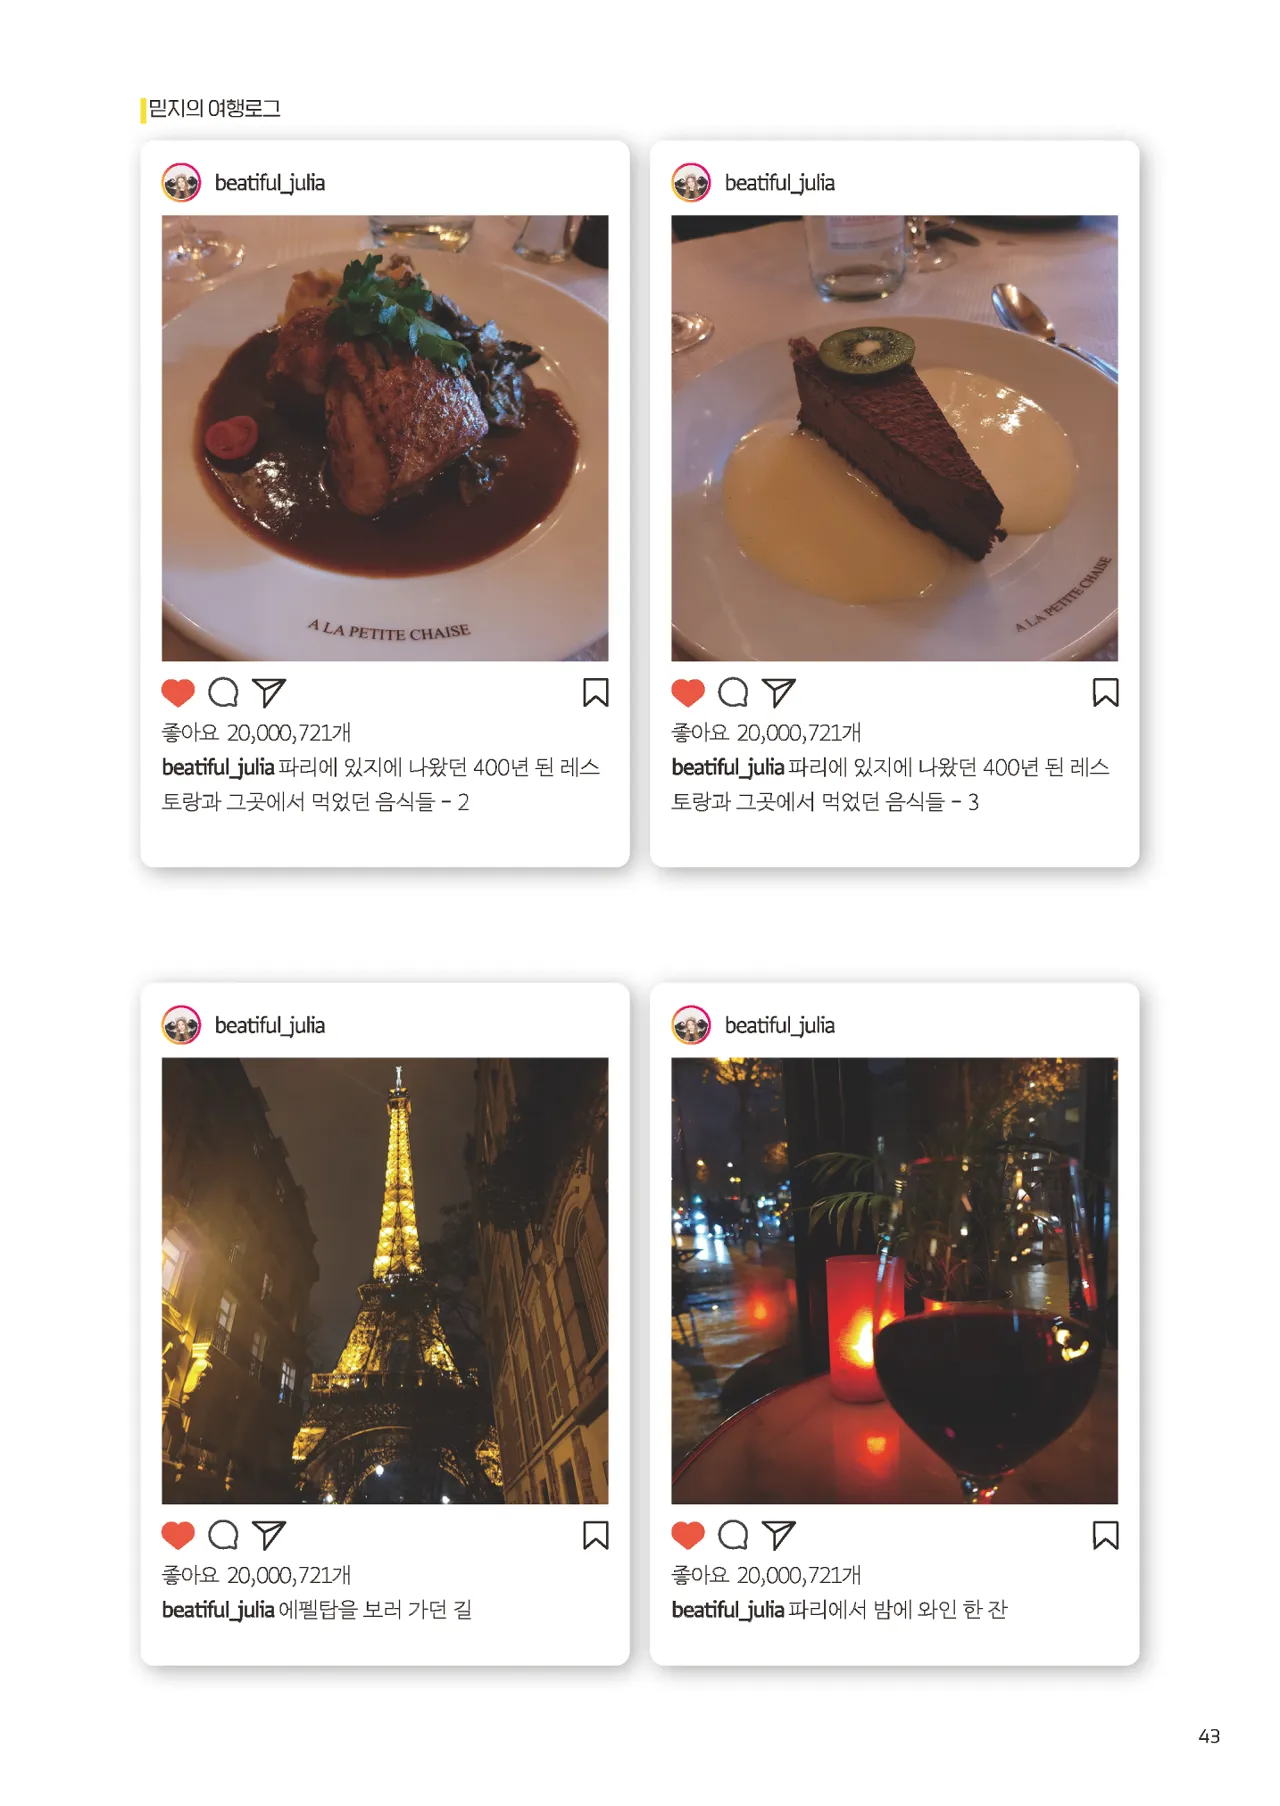 믿지의 여행로그
beatiful_julia
A LA PETITE CHAISE
좋아요 20,000,721개
beatiful_julia 파리에 있지에 나왔던 400년 된 레스
토랑과 그곳에서 먹었던 음식들 - 2
beatiful_julia
A LA PETITE CHAISE
좋아요 20,000,721개
beatiful_julia 파리에 있지에 나왔던 400년 된 레스
토랑과 그곳에서 먹었던 음식들 - 3
beatiful_julia
좋아요 20,000,721개
beatiful_julia 에펠탑을 보러 가던 길
beatiful_julia
좋아요 20,000,721개
beatiful_julia 파리에서 밤에 와인 한 잔
43